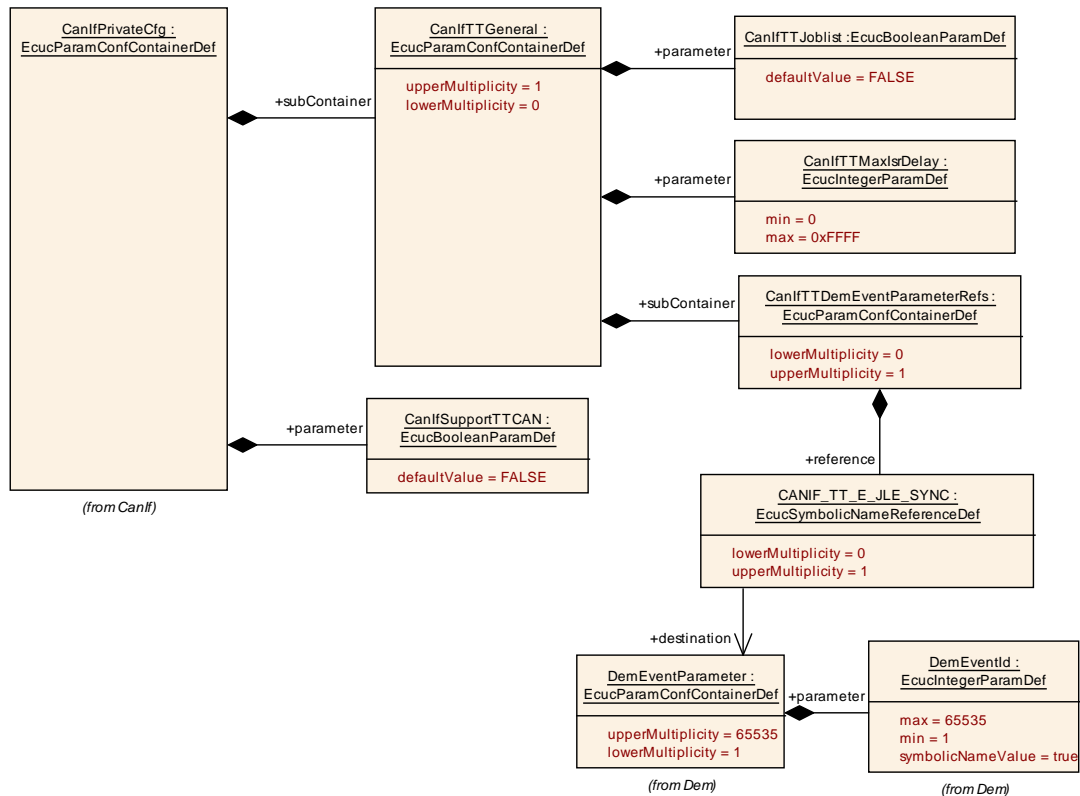 CanIfPrivateCfg :
EcucParamConfContainerDef
(from CanIf)
+subContainer
CanIfTTGeneral :
EcucParamConfContainerDef
upperMultiplicity = 1
lowerMultiplicity = 0
+parameter
CanIfTTJoblist :EcucBooleanParamDef
defaultValue = FALSE
+parameter
CanIfTTMaxIsrDelay :
EcucIntegerParamDef
min = 0
max = 0xFFFF
+subContainer
CanIfTTDemEventParameterRefs :
EcucParamConfContainerDef
lowerMultiplicity = 0
upperMultiplicity = 1
+parameter
CanIfSupportTTCAN :
EcucBooleanParamDef
defaultValue = FALSE
+reference
CANIF_TT_E_JLE_SYNC :
EcucSymbolicNameReferenceDef
lowerMultiplicity = 0
upperMultiplicity = 1
+destination
DemEventParameter :
EcucParamConfContainerDef
upperMultiplicity = 65535
lowerMultiplicity = 1
(from Dem)
+parameter
DemEventId :
EcucIntegerParamDef
max = 65535
min = 1
symbolicNameValue = true
(from Dem)